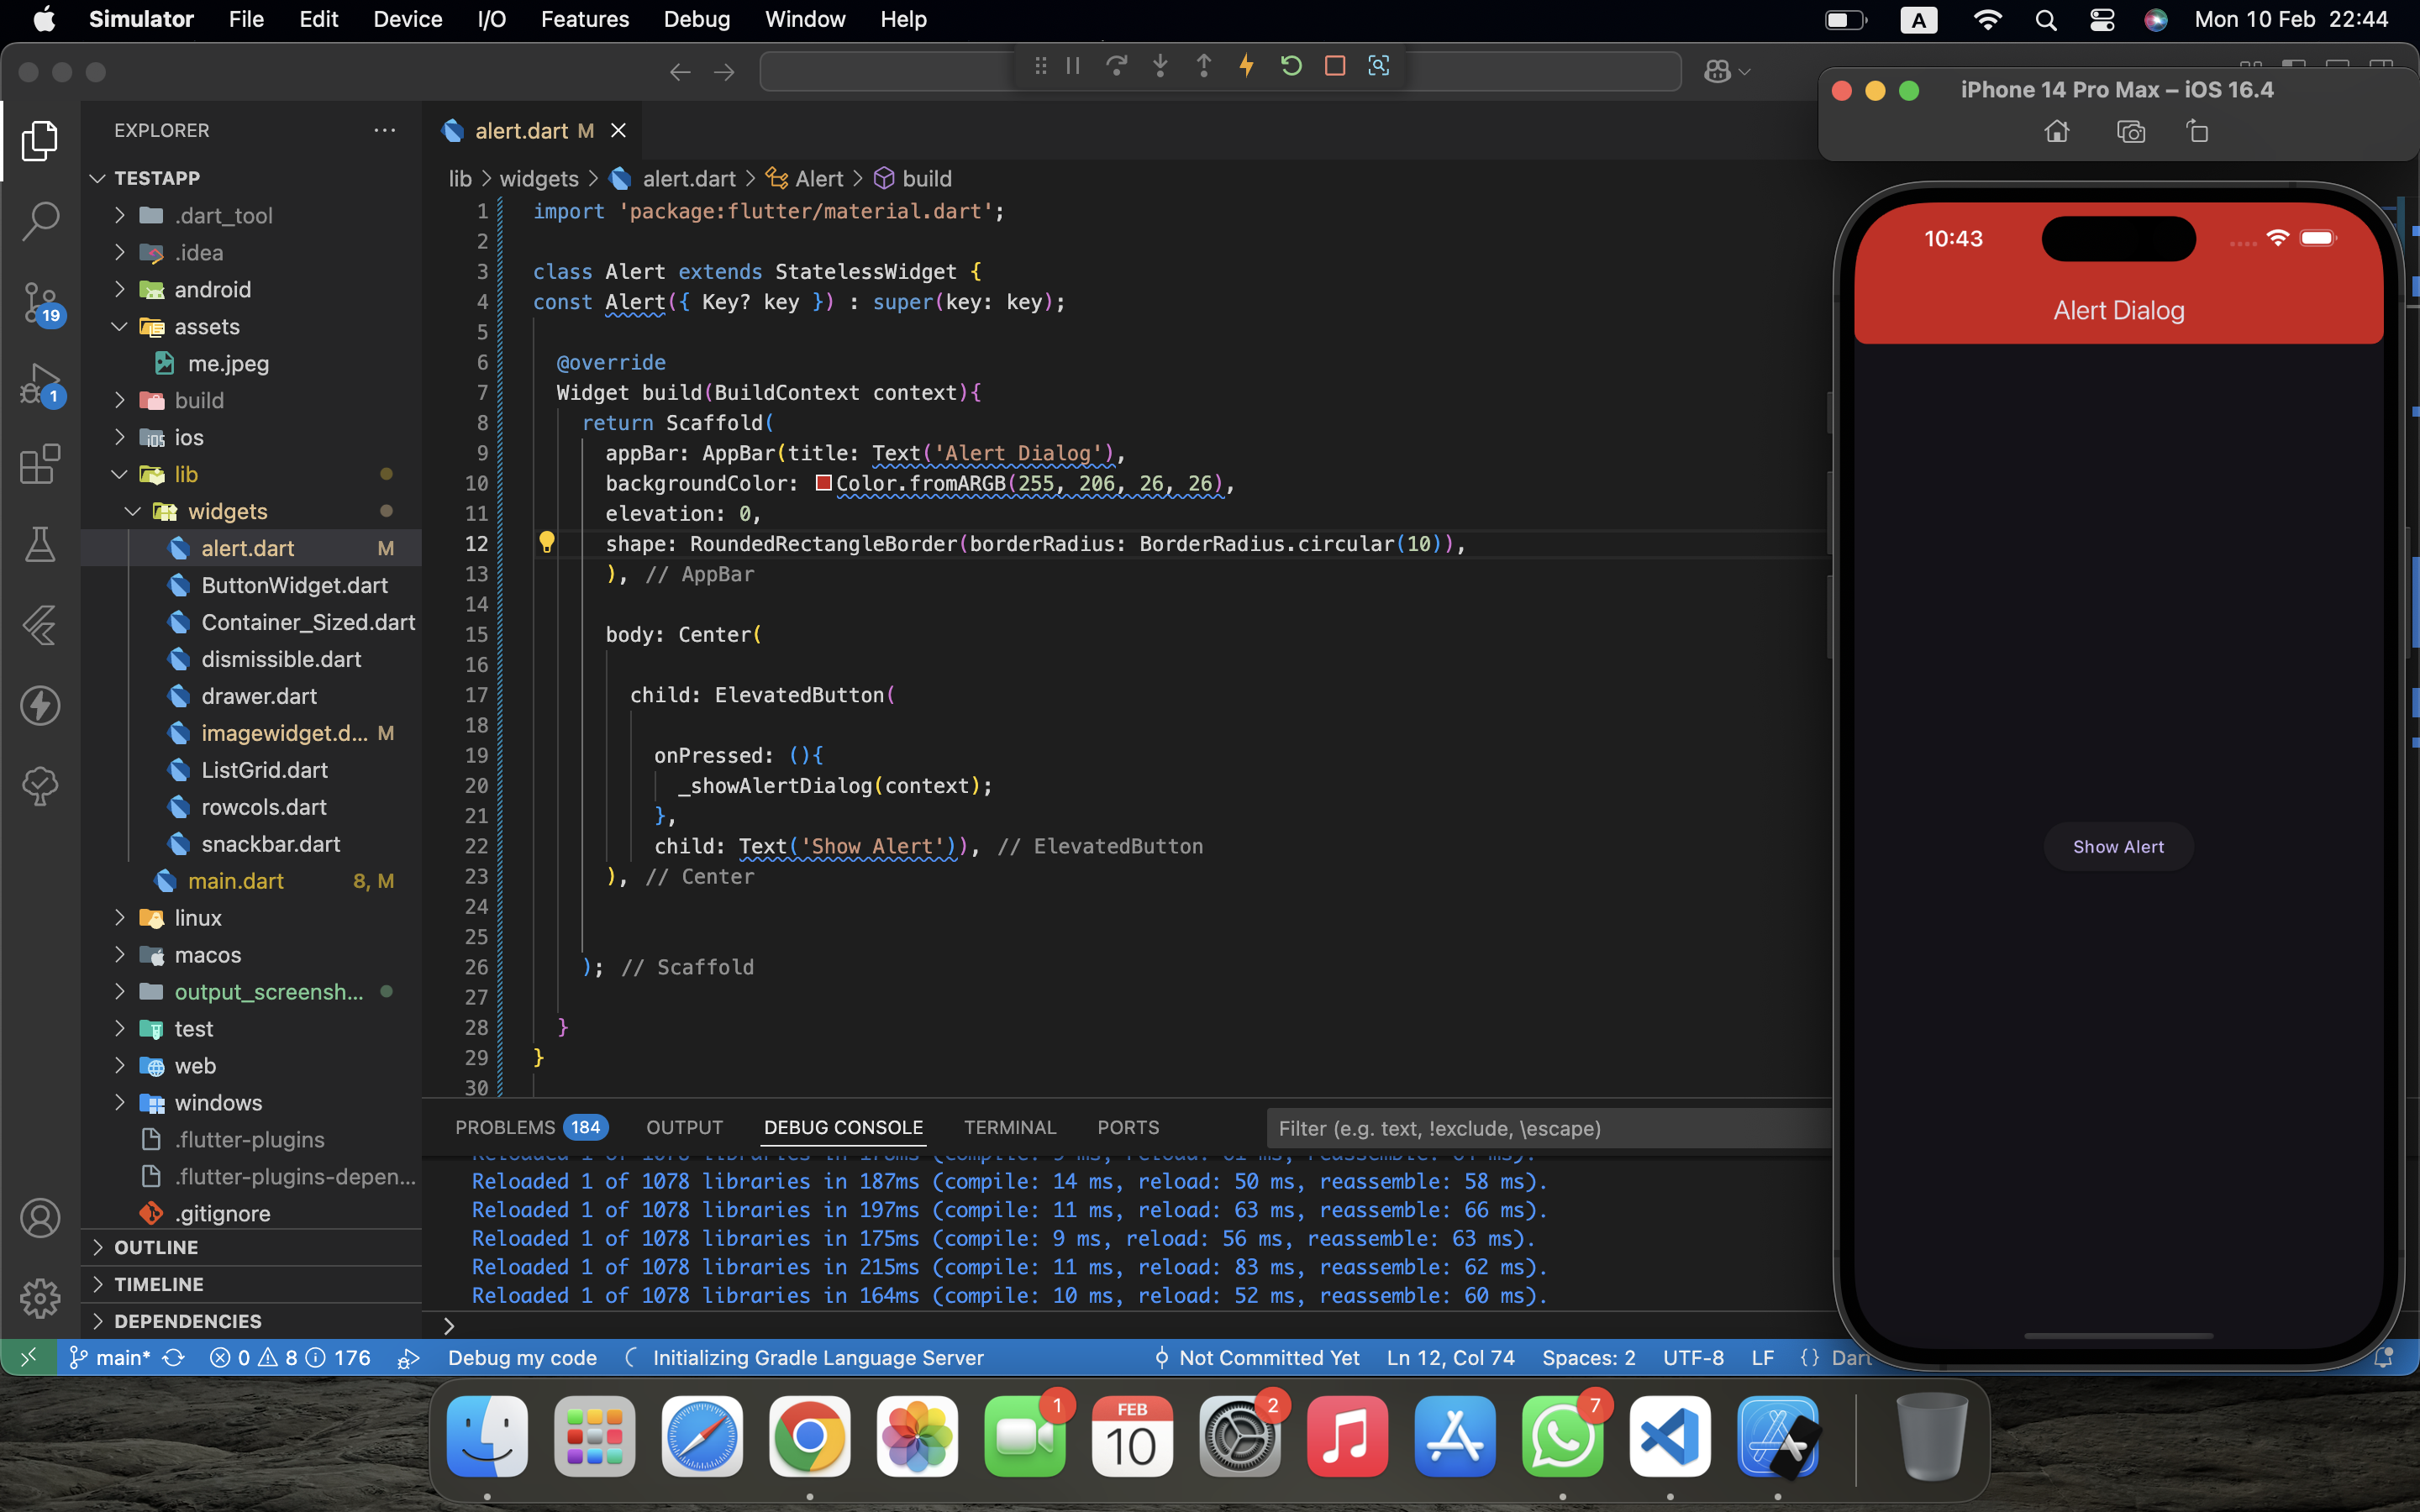 Simulator File Edit Device I/O Features Debug Window Help A Mon 10 Feb 22:44
EXPLORER
TESTAPP
.dart_tool
.idea
android
assets
me.jpeg
build
ios
lib
widgets
alert.dart M
ButtonWidget.dart
Container_Sized.dart
dismissible.dart
drawer.dart
imagewidget.d... M
ListGrid.dart
rowcols.dart
snackbar.dart
main.dart 8, M
linux
macos
output_screensh...
test
web
windows
.flutter-plugins
.flutter-plugins-depen...
.gitignore
OUTLINE
TIMELINE
DEPENDENCIES
19
1
alert.dart M
lib > widgets > alert.dart > Alert > build
1 import 'package:flutter/material.dart';
2
3 class Alert extends StatelessWidget {
4 const Alert({ Key? key }) : super(key: key);
5
6 @override
7 Widget build(BuildContext context){
8 return Scaffold(
9 appBar: AppBar(title: Text('Alert Dialog'),
10 backgroundColor: Color.fromARGB(255, 206, 26, 26),
11 elevation: 0,
12 shape: RoundedRectangleBorder(borderRadius: BorderRadius.circular(10)),
13 ), // AppBar
14
15 body: Center(
16
17 child: ElevatedButton(
18
19 onPressed: (){
20 _showAlertDialog(context);
21 },
22 child: Text('Show Alert')), // ElevatedButton
23 ), // Center
24
25
26 ); // Scaffold
27
28 }
29 }
30
PROBLEMS 184 OUTPUT DEBUG CONSOLE TERMINAL PORTS Filter (e.g. text, !exclude, \escape)
Reloaded 1 of 1078 libraries in 187ms (compile: 14 ms, reload: 50 ms, reassemble: 58 ms).
Reloaded 1 of 1078 libraries in 197ms (compile: 11 ms, reload: 63 ms, reassemble: 66 ms).
Reloaded 1 of 1078 libraries in 175ms (compile: 9 ms, reload: 56 ms, reassemble: 63 ms).
Reloaded 1 of 1078 libraries in 215ms (compile: 11 ms, reload: 83 ms, reassemble: 62 ms).
Reloaded 1 of 1078 libraries in 164ms (compile: 10 ms, reload: 52 ms, reassemble: 60 ms).
>
iPhone 14 Pro Max – iOS 16.4
10:43
Alert Dialog
Show Alert
main* 0 8 176 Debug my code Initializing Gradle Language Server Not Committed Yet Ln 12, Col 74 Spaces: 2 UTF-8 LF {} Dart
1
FEB
10
2
7